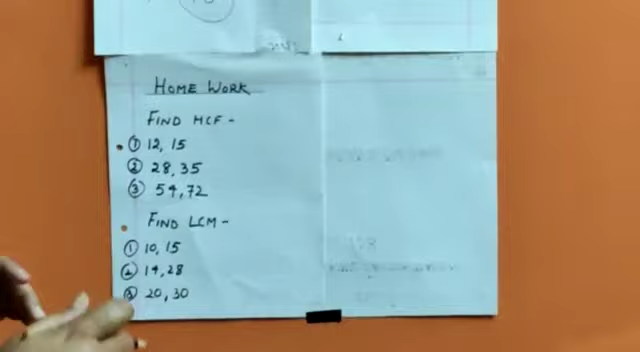 HOME WORK
FIND HCF -
① 12, 15
② 28, 35
③ 54, 72
FIND LCM -
① 10, 15
② 14, 28
③ 20, 30